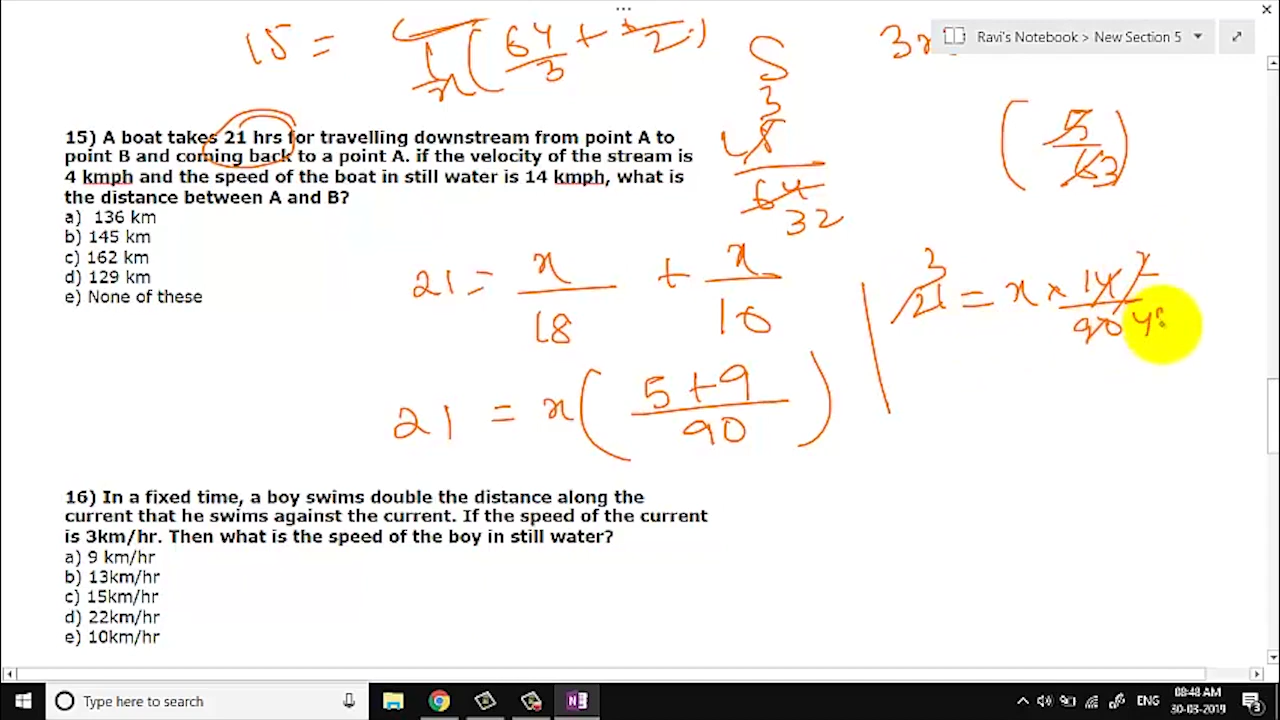 ...
Ravi's Notebook > New Section 5
15 =
64/3 +
S
15) A boat takes 21 hrs for travelling downstream from point A to
point B and coming back to a point A. if the velocity of the stream is
4 kmph and the speed of the boat in still water is 14 kmph, what is
the distance between A and B?
a) 136 km
b) 145 km
c) 162 km
d) 129 km
e) None of these
3
64
32
21 = x/18 + x/10
21 = x(5+9/90)
3
21 = x × 14/90
16) In a fixed time, a boy swims double the distance along the
current that he swims against the current. If the speed of the current
is 3km/hr. Then what is the speed of the boy in still water?
a) 9 km/hr
b) 13km/hr
c) 15km/hr
d) 22km/hr
e) 10km/hr
Type here to search
ENG
08:48 AM
30-03-2019
3